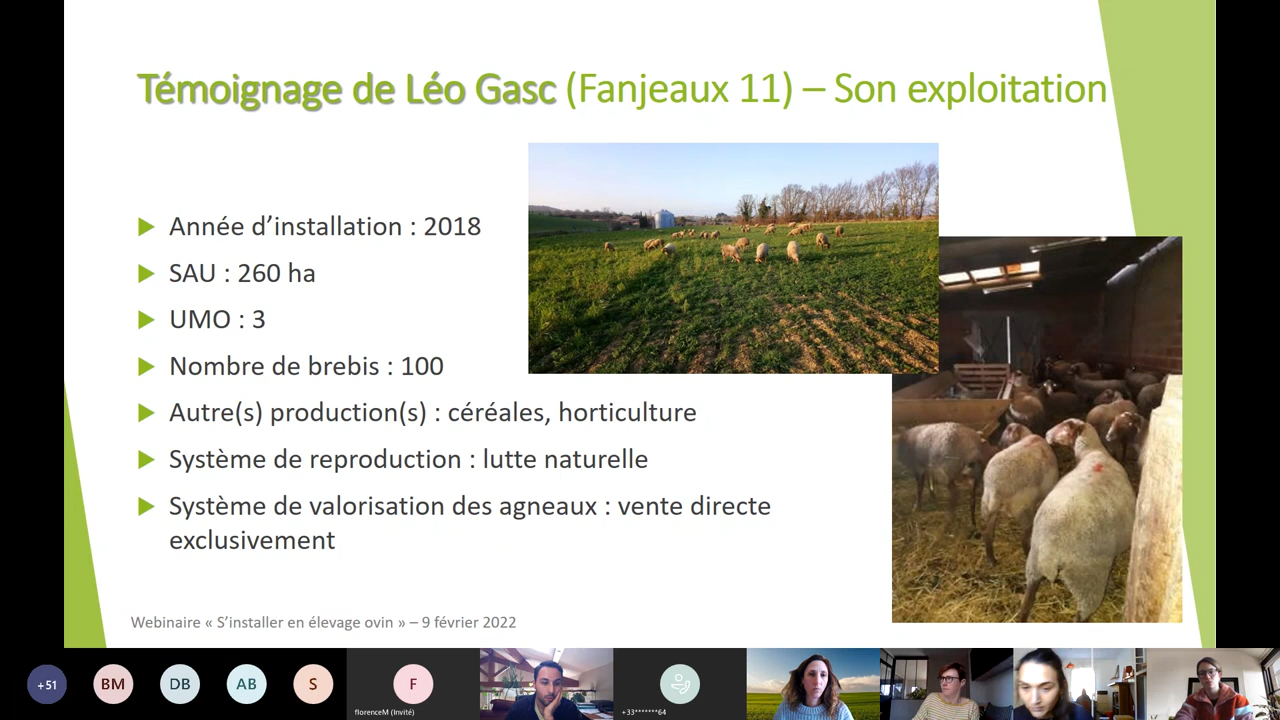 Témoignage de Léo Gasc (Fanjeaux 11) – Son exploitation
Année d’installation : 2018
SAU : 260 ha
UMO : 3
Nombre de brebis : 100
Autre(s) production(s) : céréales, horticulture
Système de reproduction : lutte naturelle
Système de valorisation des agneaux : vente directe
exclusivement
Webinaire « S’installer en élevage ovin » – 9 février 2022
+51
BM
DB
AB
S
F
florenceM (Invité)
+33*******64